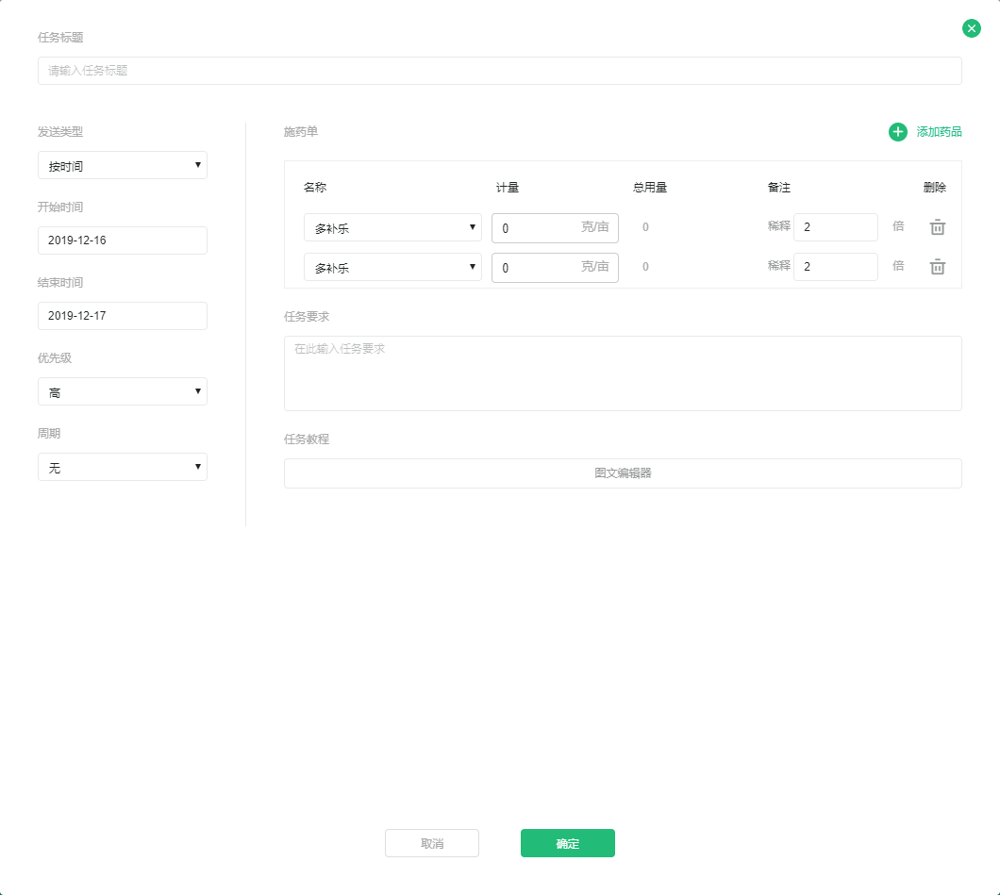 任务标题
请输入任务标题
发送类型
按时间
开始时间
2019-12-16
结束时间
2019-12-17
优先级
高
周期
无
施药单 添加药品
名称 计量 总用量 备注 删除
多补乐 0 克/亩 0 稀释 2 倍
多补乐 0 克/亩 0 稀释 2 倍
任务要求
在此输入任务要求
任务教程
图文编辑器
取消 确定